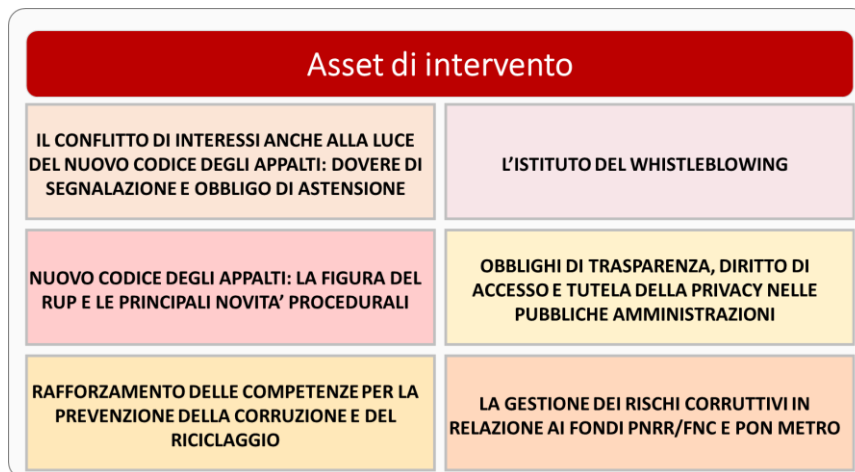 Asset di intervento
IL CONFLITTO DI INTERESSI ANCHE ALLA LUCE
DEL NUOVO CODICE DEGLI APPALTI: DOVERE DI
SEGNALAZIONE E OBBLIGO DI ASTENSIONE
L’ISTITUTO DEL WHISTLEBLOWING
NUOVO CODICE DEGLI APPALTI: LA FIGURA DEL
RUP E LE PRINCIPALI NOVITA’ PROCEDURALI
OBBLIGHI DI TRASPARENZA, DIRITTO DI
ACCESSO E TUTELA DELLA PRIVACY NELLE
PUBBLICHE AMMINISTRAZIONI
RAFFORZAMENTO DELLE COMPETENZE PER LA
PREVENZIONE DELLA CORRUZIONE E DEL
RICICLAGGIO
LA GESTIONE DEI RISCHI CORRUTTIVI IN
RELAZIONE AI FONDI PNRR/FNC E PON METRO